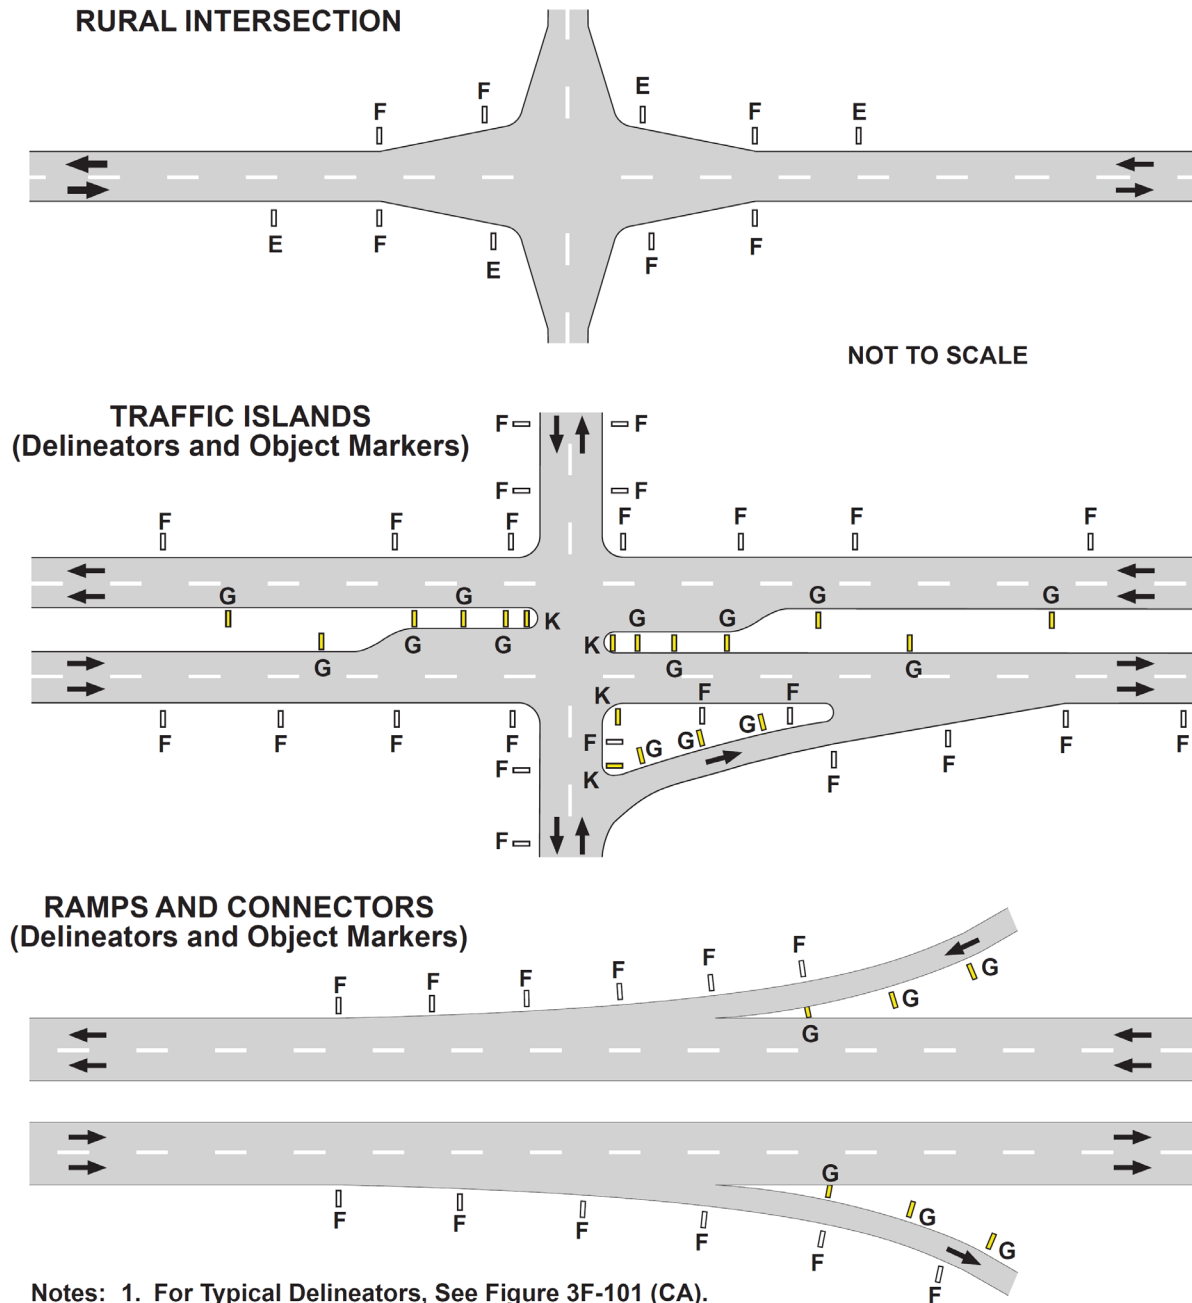 RURAL INTERSECTION
E
F
F
E
F
E
F
F
E
F
E
F
NOT TO SCALE
TRAFFIC ISLANDS
(Delineators and Object Markers)
F
F
F
F
F
F
F
F
F
F
F
G
G
G
G
G
K
G
G
G
K
G
G
G
G
K
F
F
F
F
F
F
G
F
F
F
G
G
F
F
K
F
F
F
RAMPS AND CONNECTORS
(Delineators and Object Markers)
F
F
F
F
F
F
G
G
G
G
F
F
F
F
F
F
G
G
Notes: 1. For Typical Delineators, See Figure 3F-101 (CA).